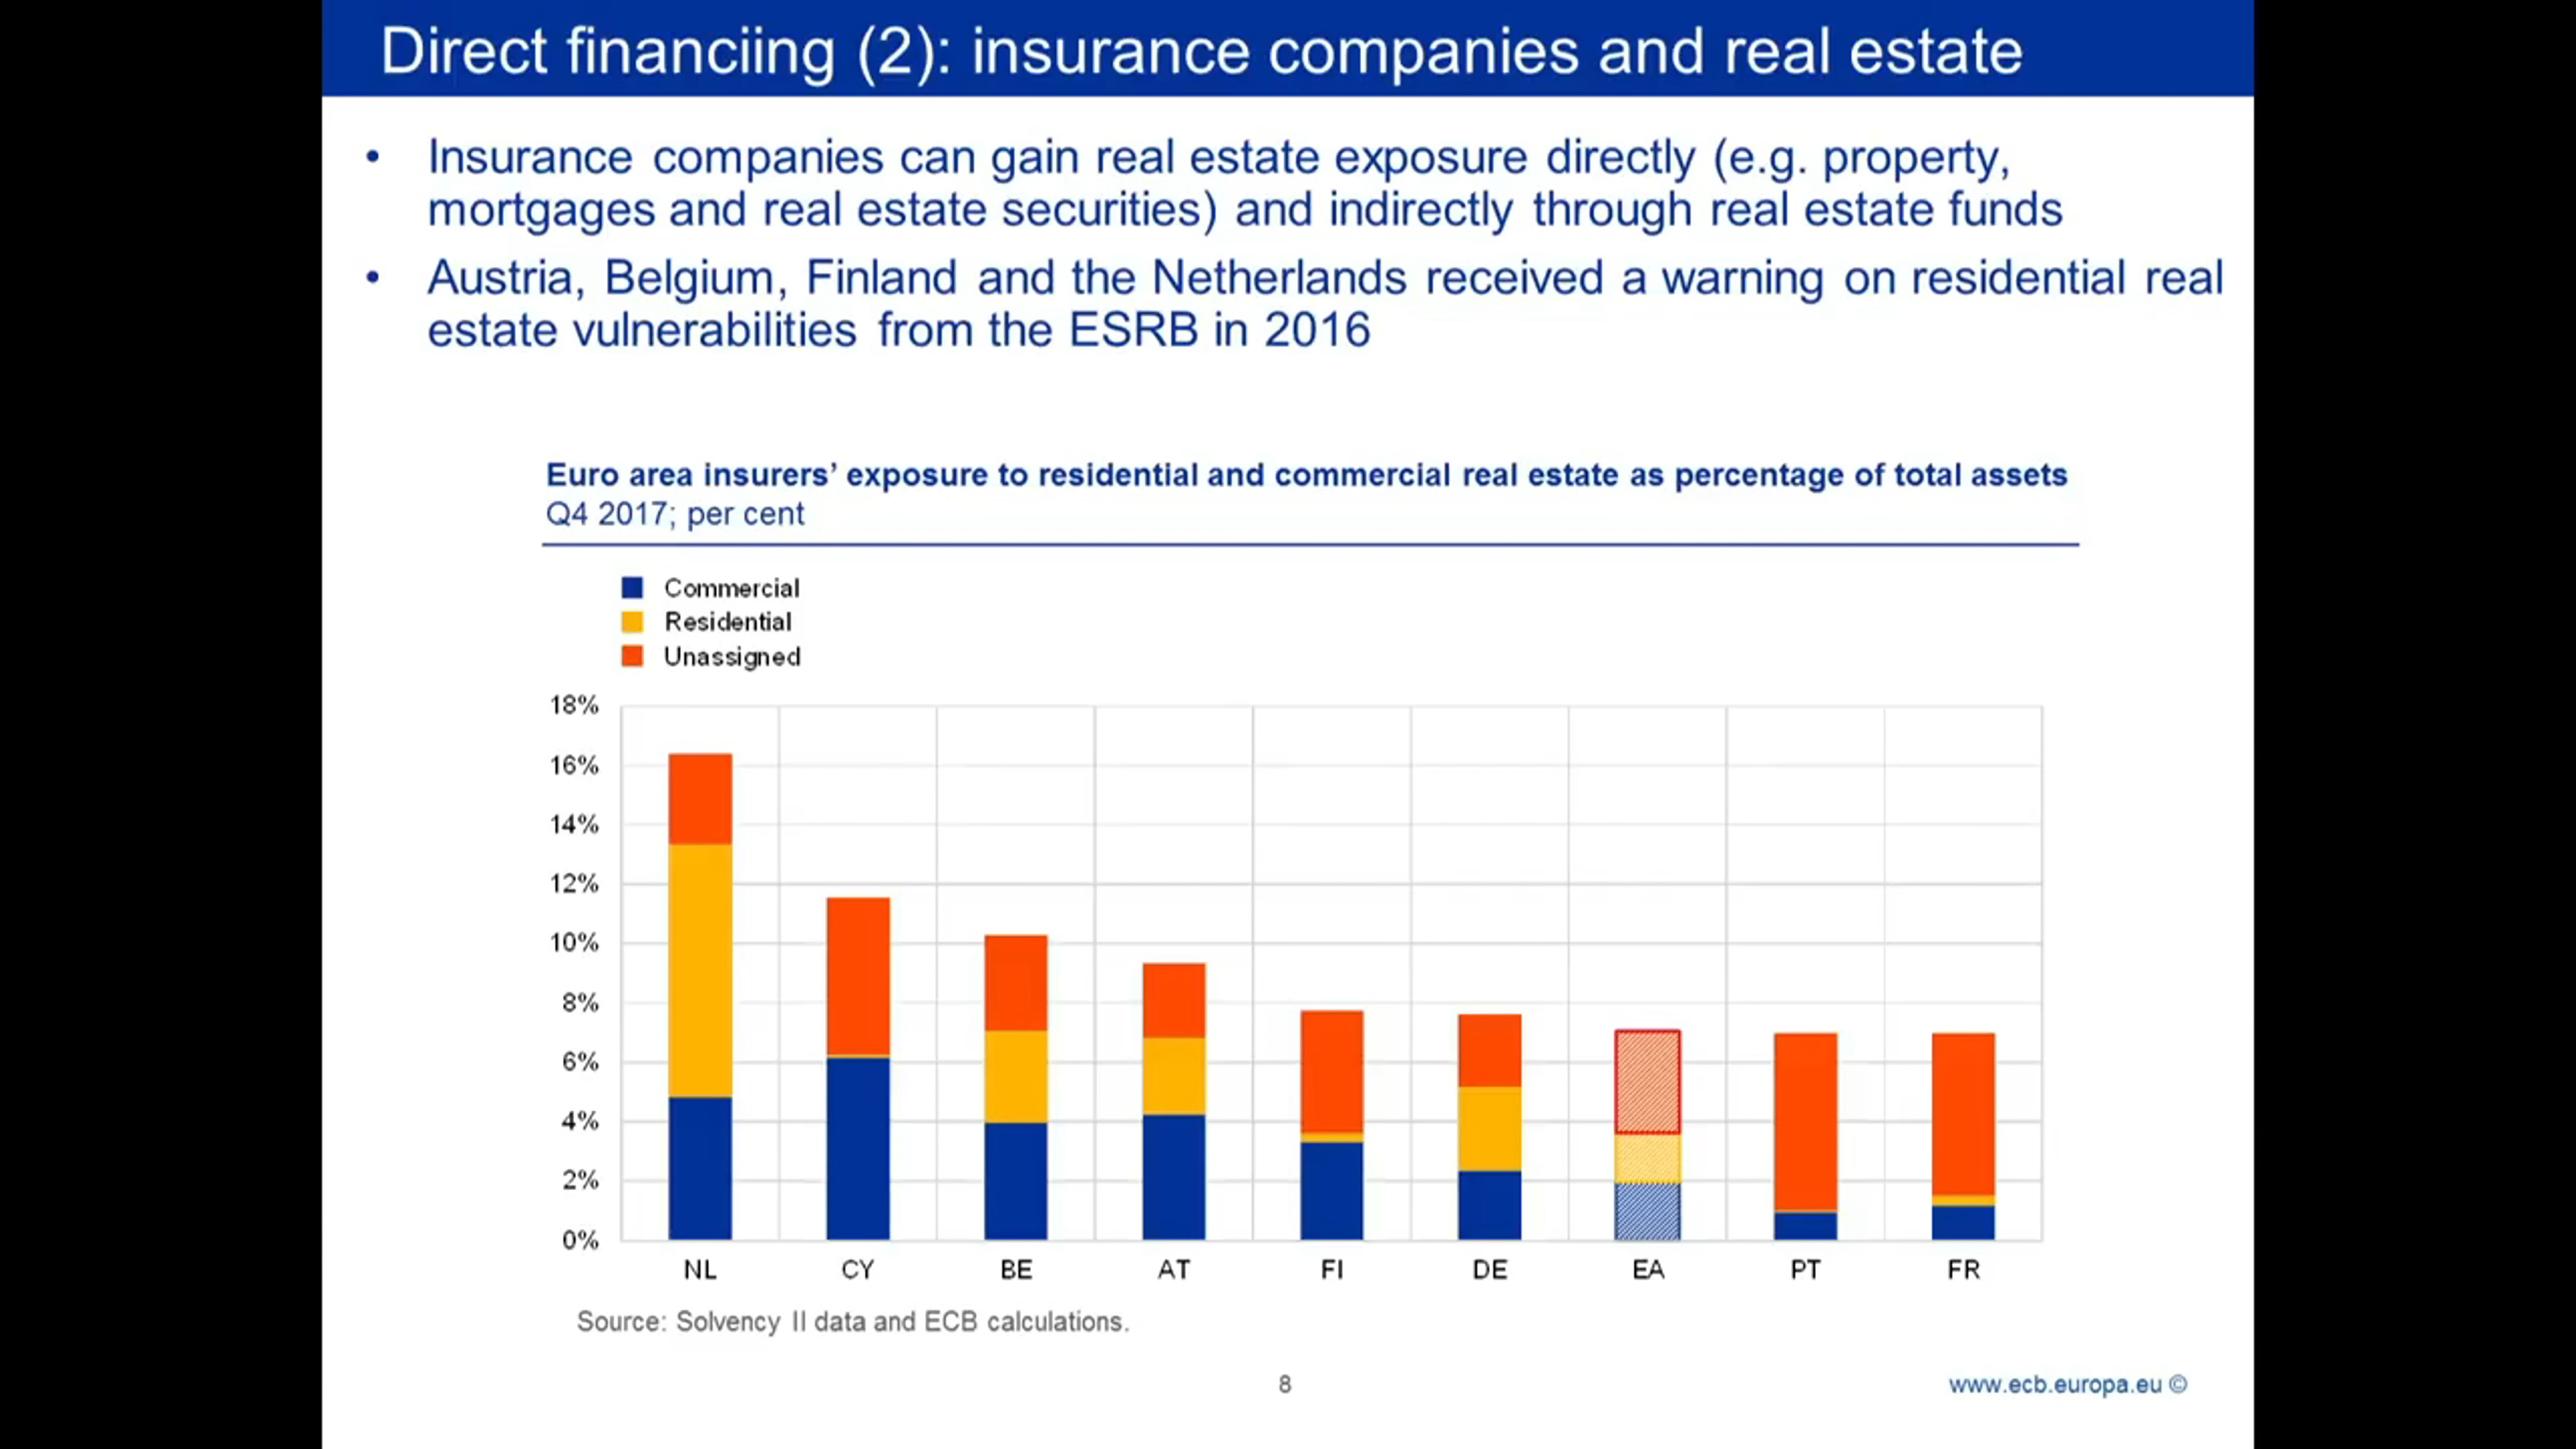 Direct financiing (2): insurance companies and real estate
• Insurance companies can gain real estate exposure directly (e.g. property,
mortgages and real estate securities) and indirectly through real estate funds
• Austria, Belgium, Finland and the Netherlands received a warning on residential real
estate vulnerabilities from the ESRB in 2016
Euro area insurers’ exposure to residential and commercial real estate as percentage of total assets
Q4 2017; per cent
Commercial
Residential
Unassigned
18%
16%
14%
12%
10%
8%
6%
4%
2%
0%
NL CY BE AT FI DE EA PT FR
Source: Solvency II data and ECB calculations.
8
www.ecb.europa.eu ©